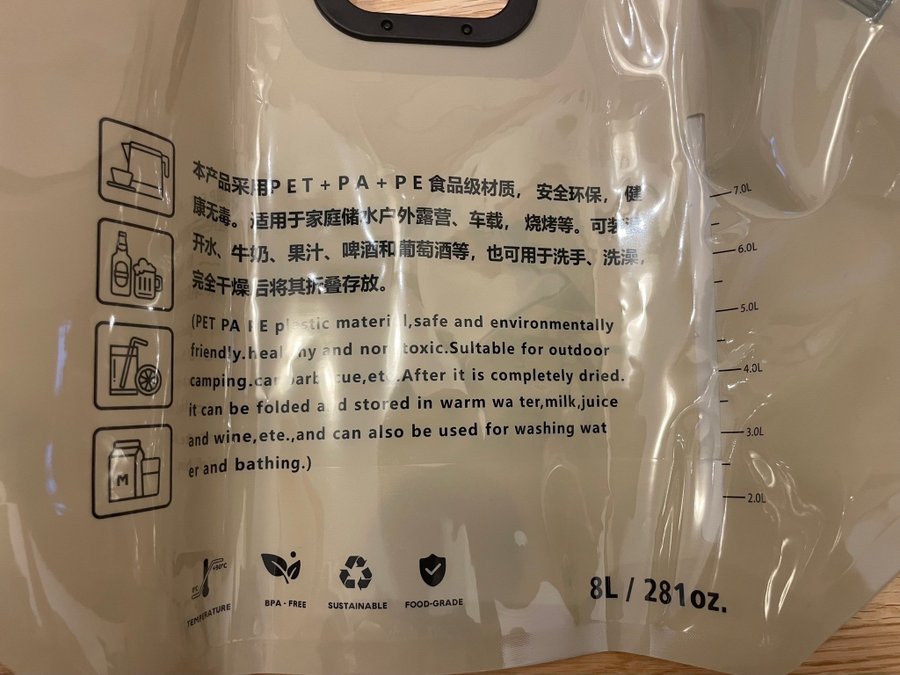 本产品采用PET+PA+PE食品级材质，安全环保，健
康无毒。适用于家庭储水户外露营、车载，烧烤等。可装
开水、牛奶、果汁、啤酒和葡萄酒等，也可用于洗手、洗澡，
完全干燥后将其折叠存放。
(PET PA PE plastic material,safe and environmentally
friendly.healthy and non toxic.Sultable for outdoor
camping.car barbecue,etc.After it is completely dried.
it can be folded and stored in warm wa ter,milk,juice
and wine,ete.,and can also be used for washing wat
er and bathing.)
7.0L
6.0L
5.0L
4.0L
3.0L
2.0L
M
+90°C
0°C
TEMPERATURE
BPA-FREE
SUSTAINABLE
FOOD-GRADE
8L / 281oz.